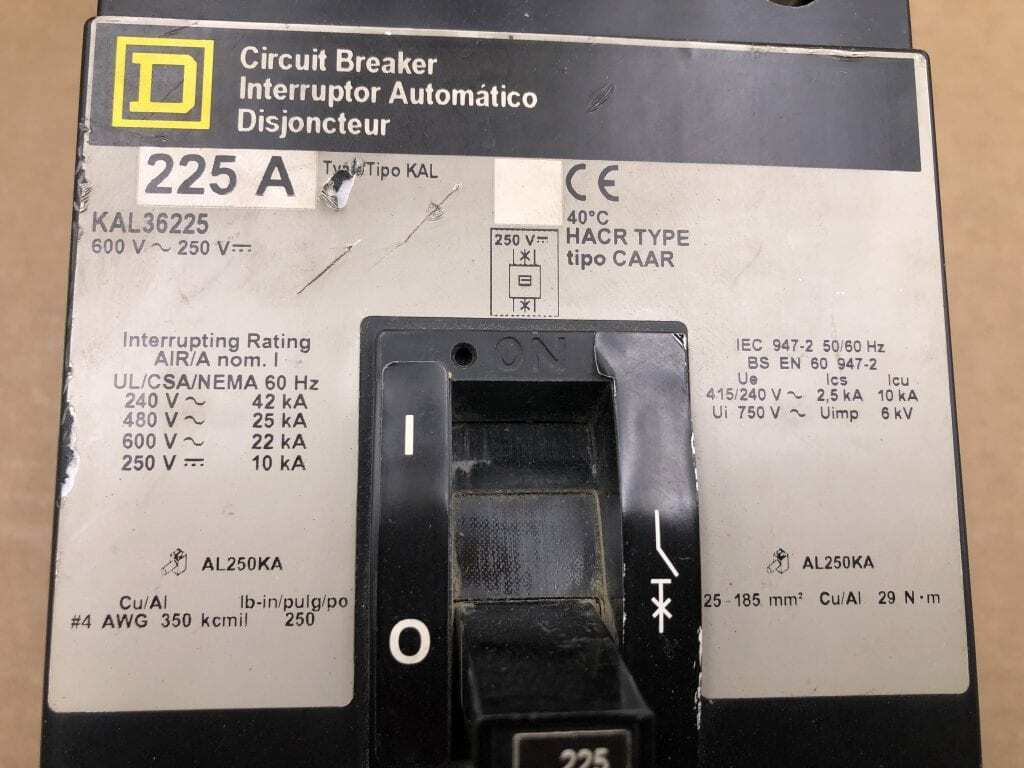 D
Circuit Breaker
Interruptor Automático
Disjoncteur
225 A
Type/Tipo KAL
KAL36225
600 V ~ 250 V⎓
CE
40°C
HACR TYPE
tipo CAAR
250 V⎓
Interrupting Rating
AIR/A nom. I
UL/CSA/NEMA 60 Hz
240 V ~ 42 kA
480 V ~ 25 kA
600 V ~ 22 kA
250 V ⎓ 10 kA
ON
I
O
IEC 947-2 50/60 Hz
BS EN 60 947-2
Ue Ics Icu
415/240 V ~ 2,5 kA 10 kA
Ui 750 V ~ Uimp 6 kV
AL250KA
Cu/Al lb-in/pulg/po
#4 AWG 350 kcmil 250
AL250KA
25-185 mm² Cu/Al 29 N·m
225